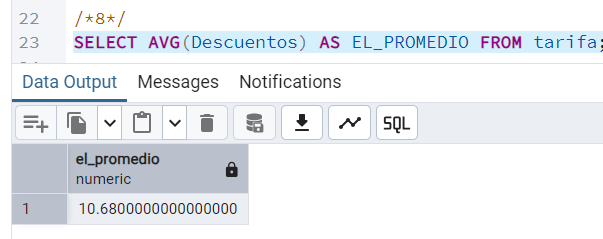 22 /*8*/
23 SELECT AVG(Descuentos) AS EL_PROMEDIO FROM tarifa;
Data Output Messages Notifications
SQL
el_promedio
numeric
1 10.6800000000000000